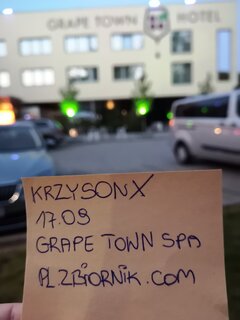 GRAPE TOWN HOTEL
KRZYSONX
17.09
GRAPE TOWN SPA
PLZBIORNIK.COM